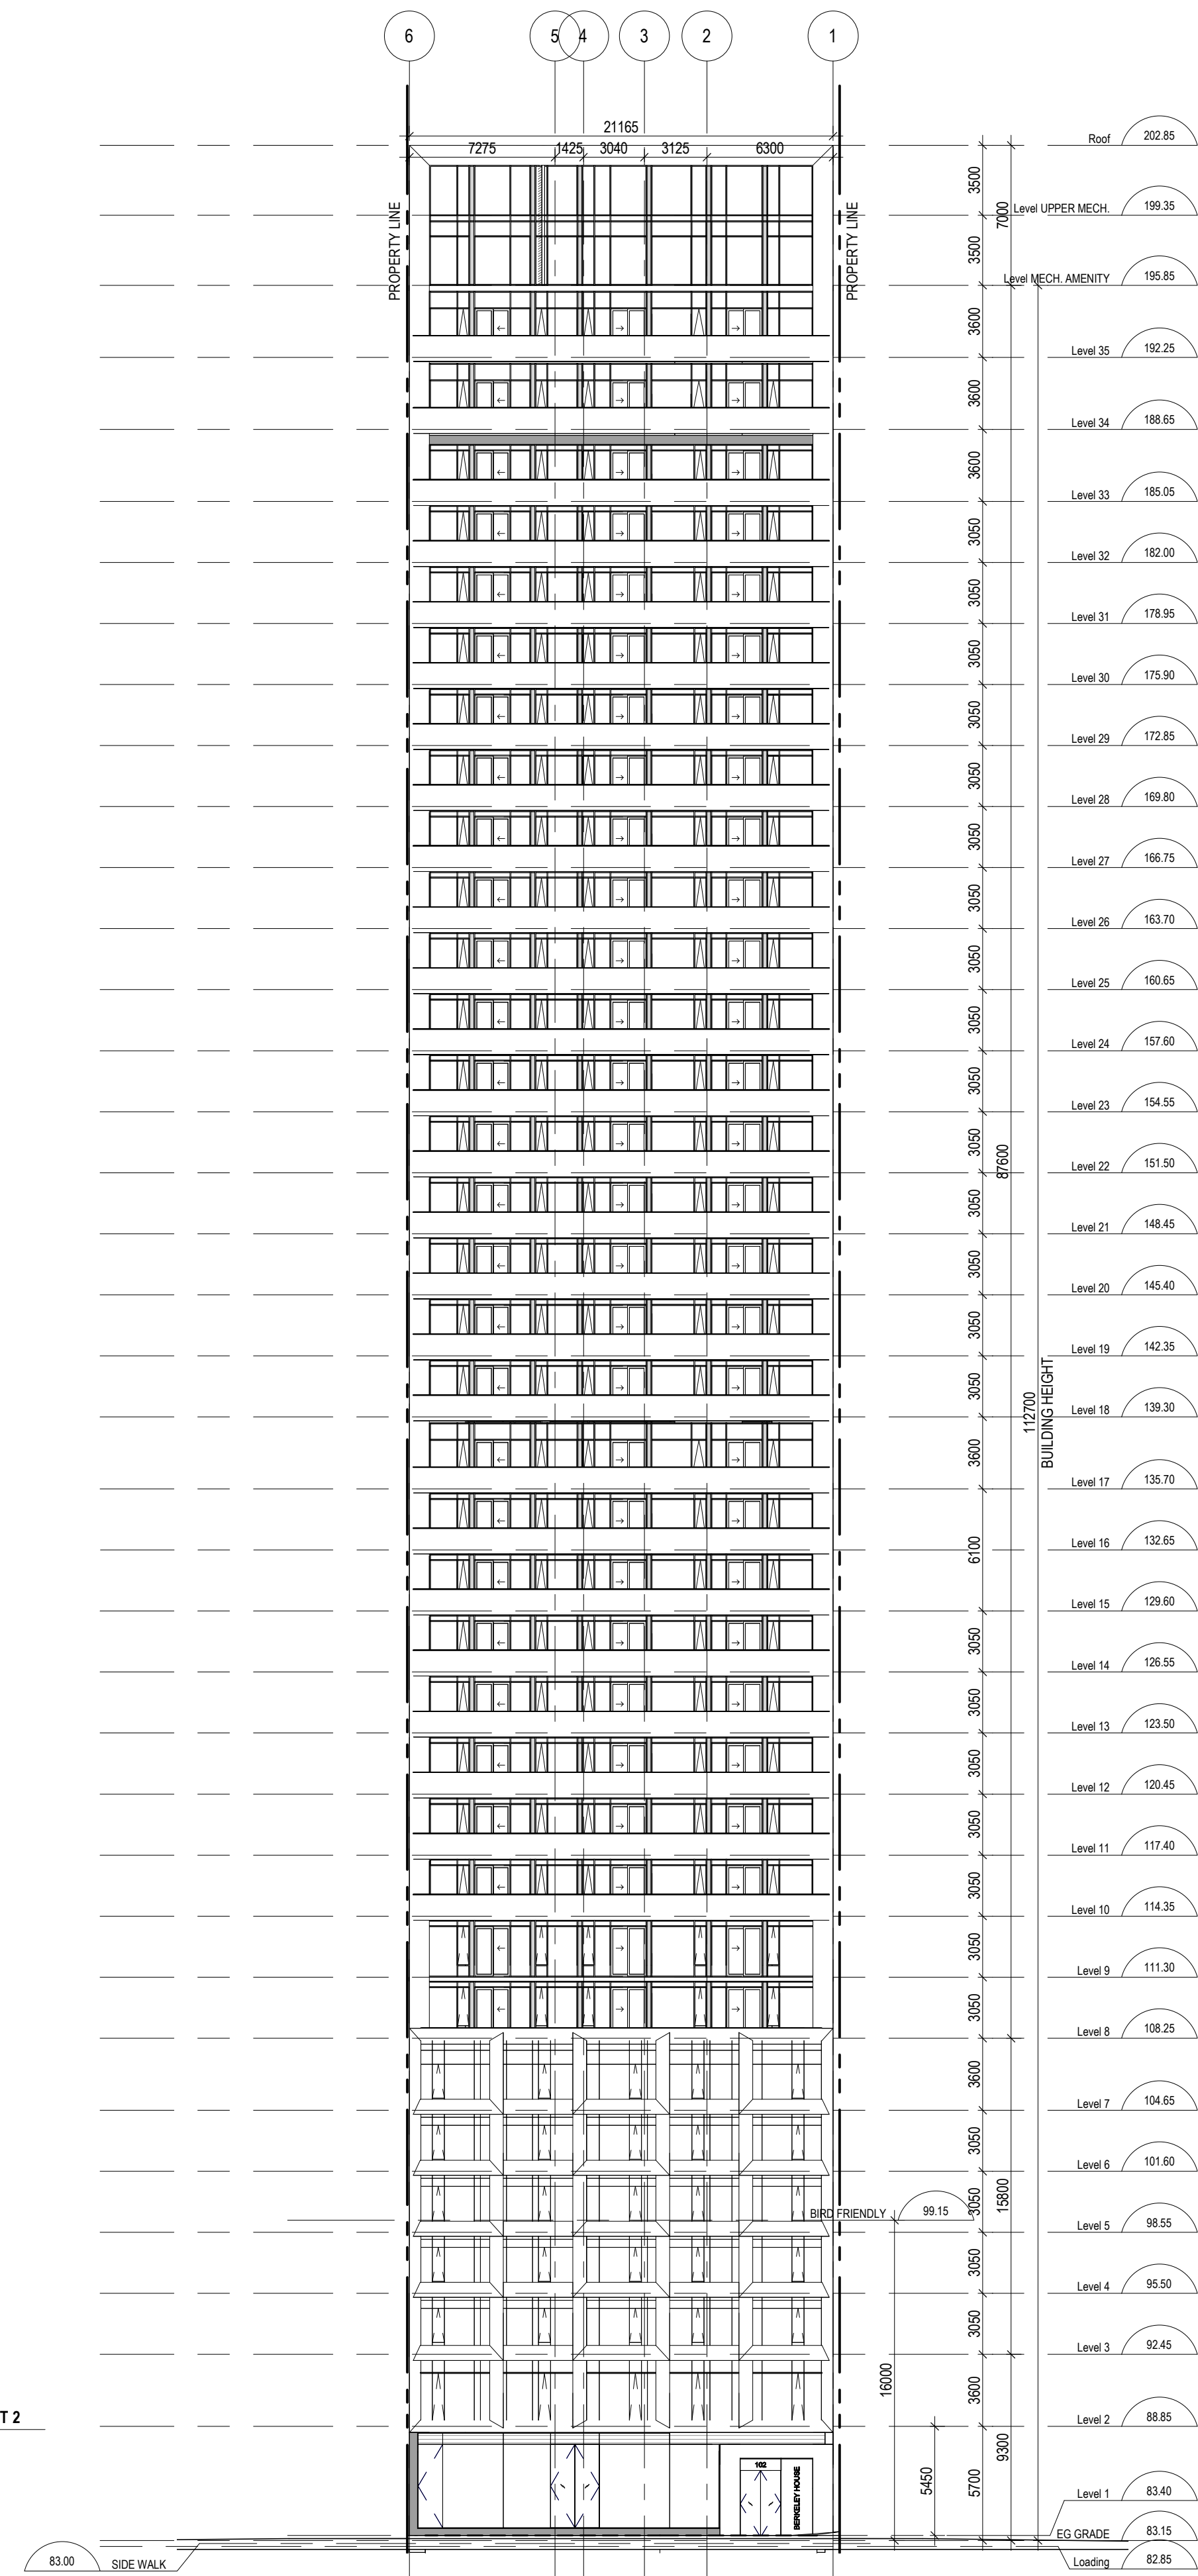 6 5 4 3 2 1
21165
7275 1425 3040 3125 6300
PROPERTY LINE
PROPERTY LINE
Roof 202.85
3500
7000
Level UPPER MECH. 199.35
3500
Level MECH. AMENITY 195.85
3600
Level 35 192.25
3600
Level 34 188.65
3600
Level 33 185.05
3050
Level 32 182.00
3050
Level 31 178.95
3050
Level 30 175.90
3050
Level 29 172.85
3050
Level 28 169.80
3050
Level 27 166.75
3050
Level 26 163.70
3050
Level 25 160.65
3050
Level 24 157.60
3050
Level 23 154.55
3050
87600
Level 22 151.50
3050
Level 21 148.45
3050
Level 20 145.40
3050
Level 19 142.35
3050
112700
BUILDING HEIGHT
Level 18 139.30
3600
Level 17 135.70
6100
Level 16 132.65
Level 15 129.60
3050
Level 14 126.55
3050
Level 13 123.50
3050
Level 12 120.45
3050
Level 11 117.40
3050
Level 10 114.35
3050
Level 9 111.30
3050
Level 8 108.25
3600
Level 7 104.65
3050
Level 6 101.60
3050
15800
BIRD FRIENDLY 99.15
Level 5 98.55
3050
Level 4 95.50
3050
Level 3 92.45
16000
3600
T 2
Level 2 88.85
9300
5450
5700
102
BERKELEY HOUSE
Level 1 83.40
EG GRADE 83.15
Loading 82.85
83.00 SIDE WALK